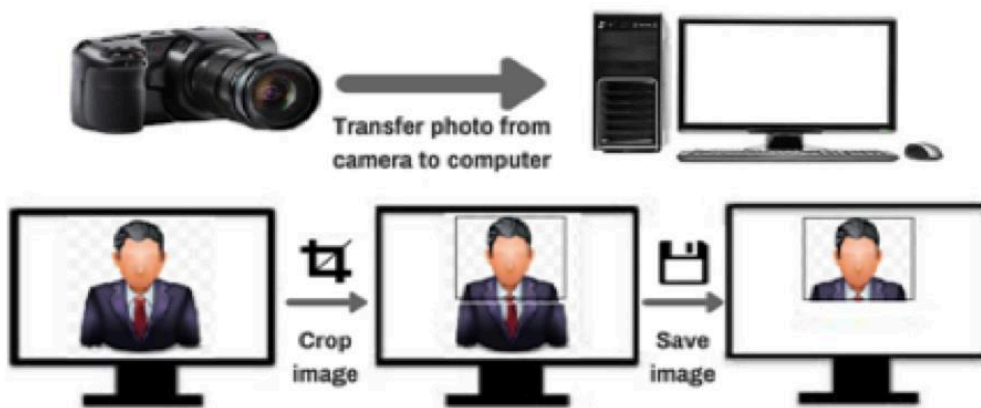 Transfer photo from
camera to computer
Crop
image
Save
image